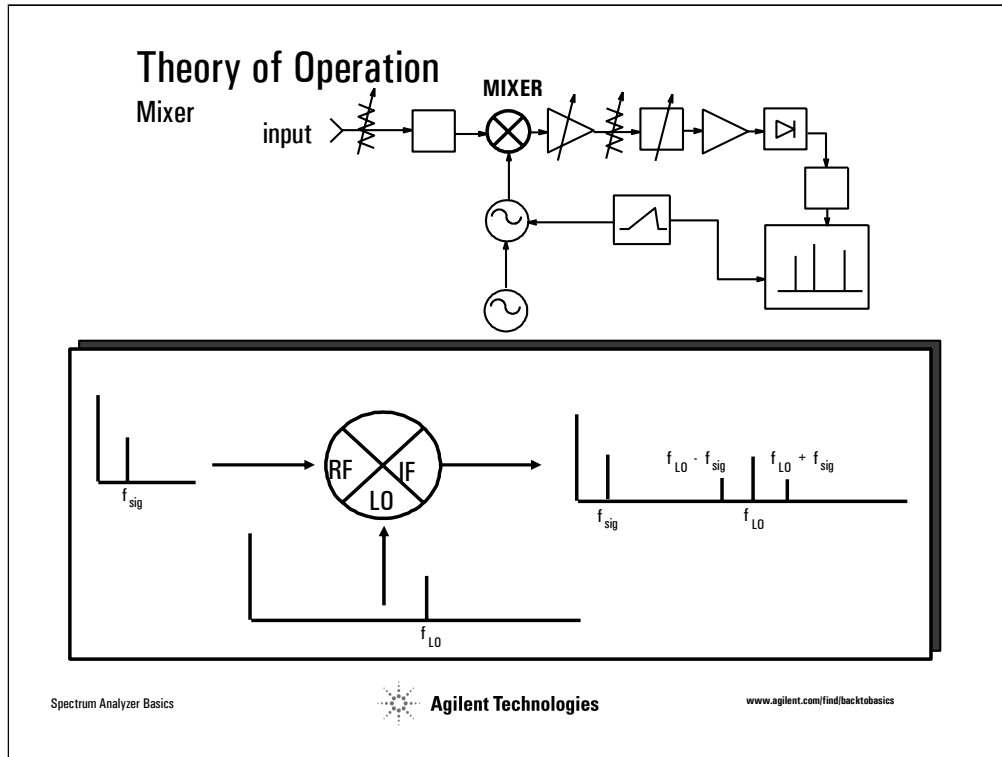 Theory of Operation
Mixer
MIXER
input
RF
IF
LO
f sig
f LO
f LO - f sig
f LO + f sig
f sig
f LO
Spectrum Analyzer Basics
Agilent Technologies
www.agilent.com/find/backtobasics